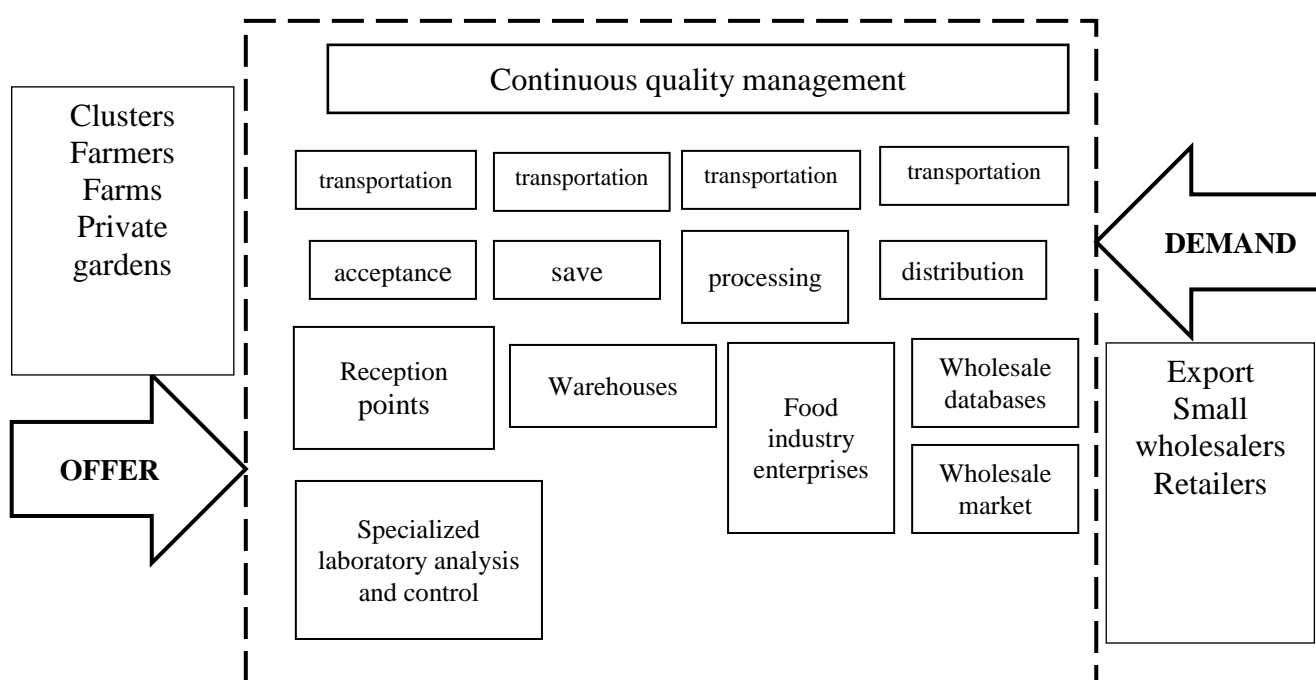 Continuous quality management
Clusters
Farmers
Farms
Private
gardens
transportation
transportation
transportation
transportation
acceptance
save
processing
distribution
DEMAND
Reception
points
Warehouses
Food
industry
enterprises
Wholesale
databases
Wholesale
market
Export
Small
wholesalers
Retailers
OFFER
Specialized
laboratory analysis
and control